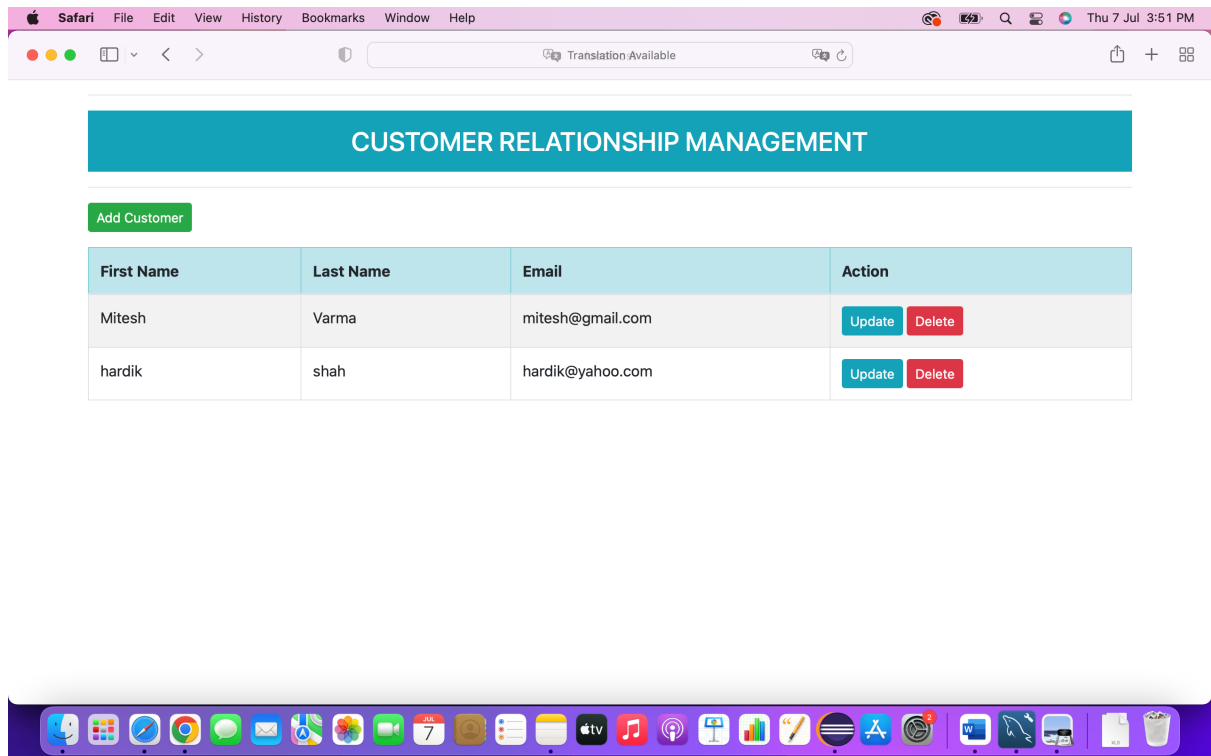 Safari File Edit View History Bookmarks Window Help Thu 7 Jul 3:51 PM
Translation Available
CUSTOMER RELATIONSHIP MANAGEMENT
Add Customer
First Name Last Name Email Action
Mitesh Varma mitesh@gmail.com Update Delete
hardik shah hardik@yahoo.com Update Delete
JUL
7
tv
2
W